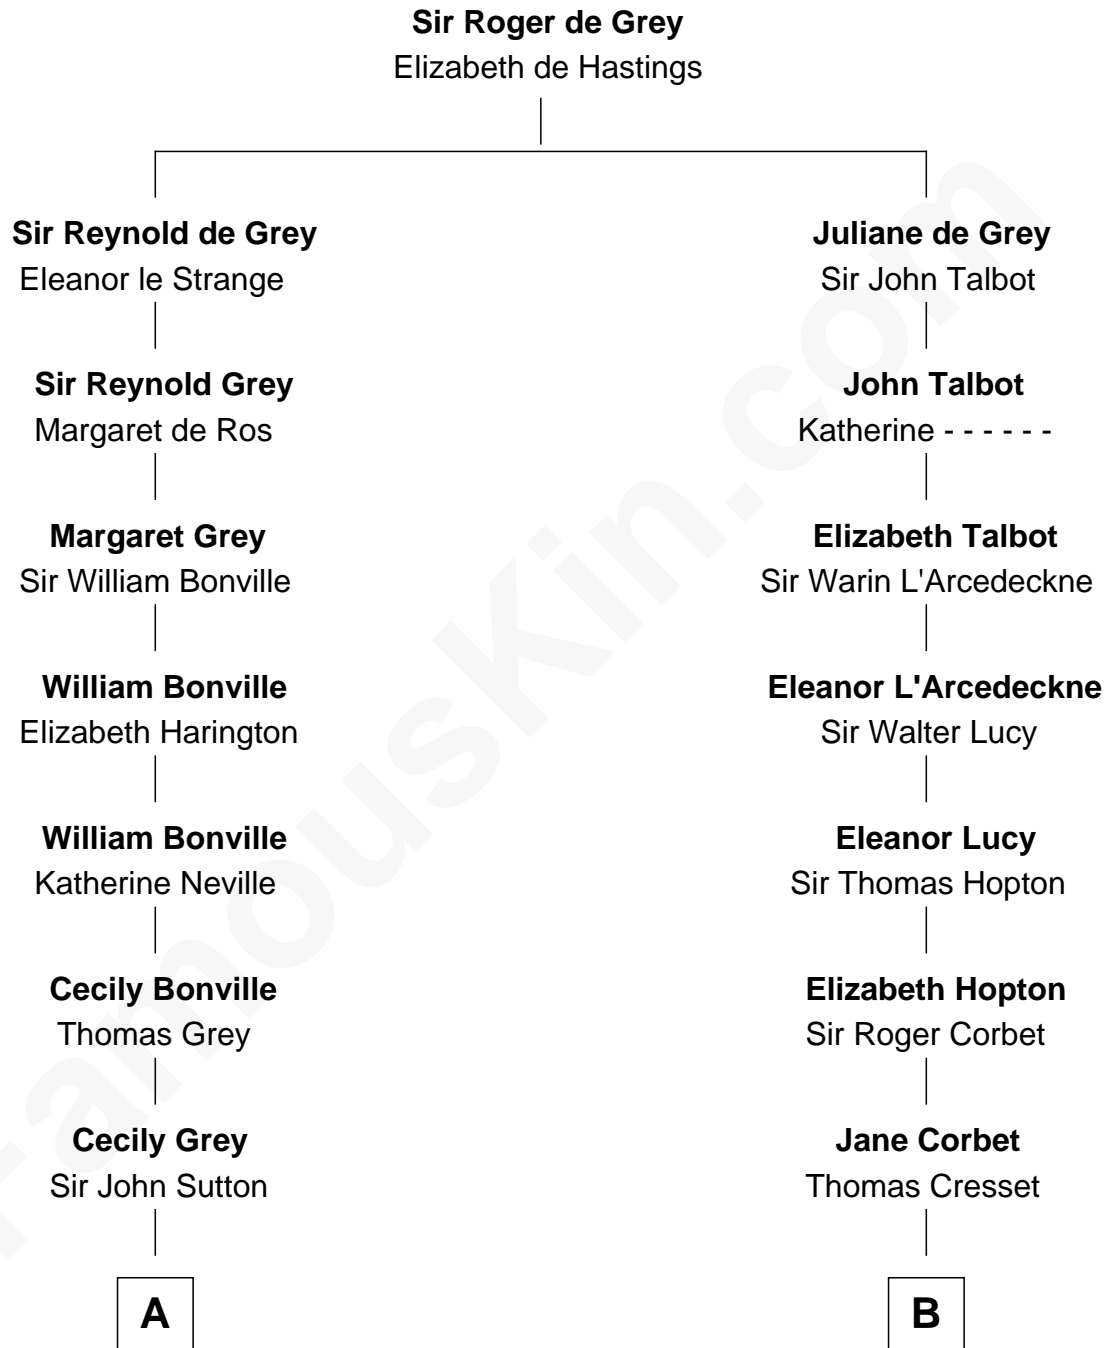 Sir Roger de Grey
Elizabeth de Hastings
Sir Reynold de Grey
Eleanor le Strange
Juliane de Grey
Sir John Talbot
Sir Reynold Grey
Margaret de Ros
John Talbot
Katherine - - - - - -
Margaret Grey
Sir William Bonville
Elizabeth Talbot
Sir Warin L'Arcedeckne
William Bonville
Elizabeth Harington
Eleanor L'Arcedeckne
Sir Walter Lucy
William Bonville
Katherine Neville
Eleanor Lucy
Sir Thomas Hopton
Cecily Bonville
Thomas Grey
Elizabeth Hopton
Sir Roger Corbet
Cecily Grey
Sir John Sutton
Jane Corbet
Thomas Cresset
A
B
FamousKin.com